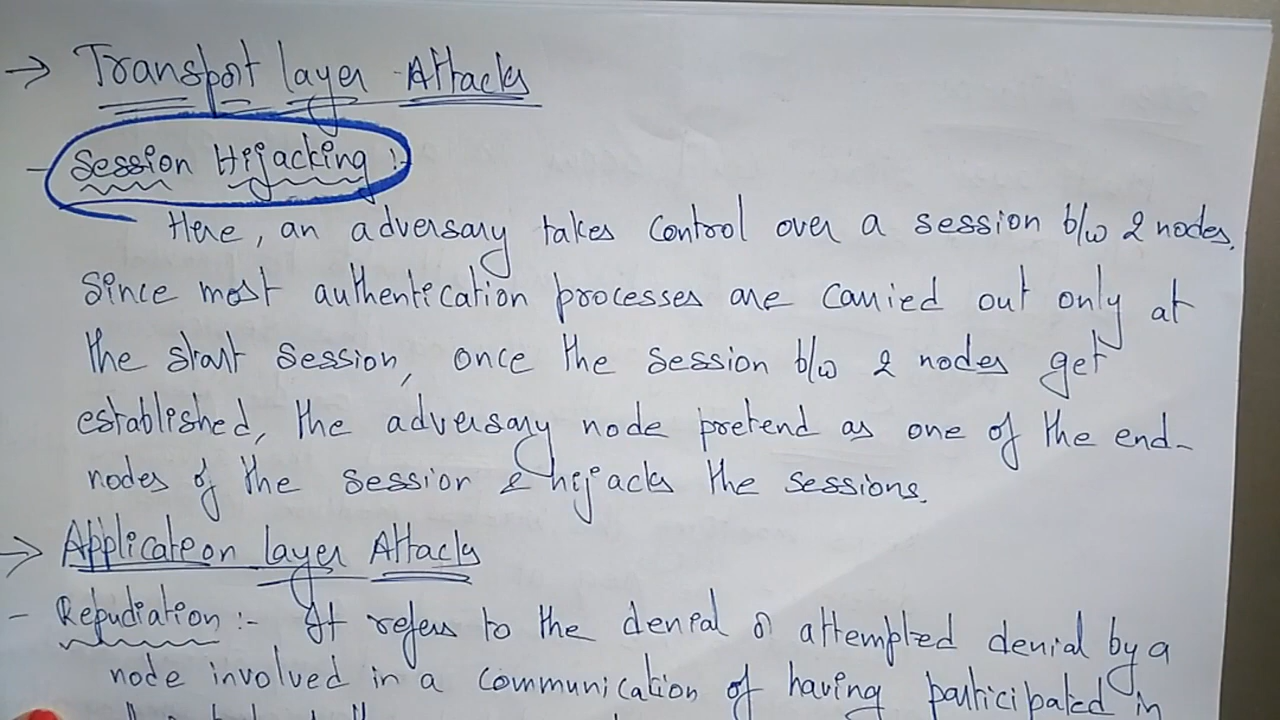 → Transport layer Attacks
- Session Hijacking :-
Here, an adversary takes control over a session b/w 2 nodes.
Since most authentication processes are carried out only at
the start session, once the session b/w 2 nodes get
established, the adversary node pretend as one of the end-
nodes of the session & hijacks the sessions.
→ Application layer Attacks
- Repudiation :- It refers to the denial or attempted denial by a
node involved in a communication of having participated in